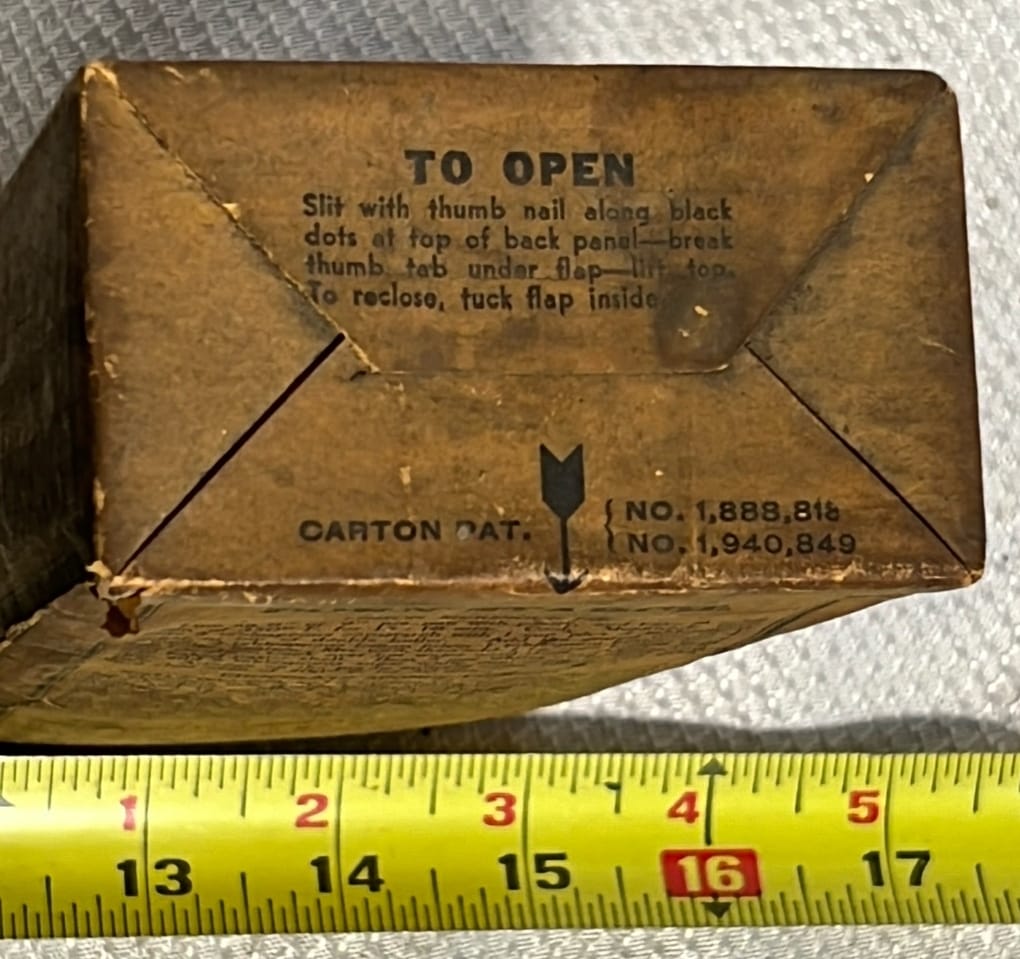 TO OPEN
Slit with thumb nail along black
dots at top of back panel—break
thumb tab under flap—lift top.
To reclose, tuck flap inside
CARTON PAT. { NO. 1,888,818
{ NO. 1,940,849
1 2 3 4 5
13 14 15 16 17